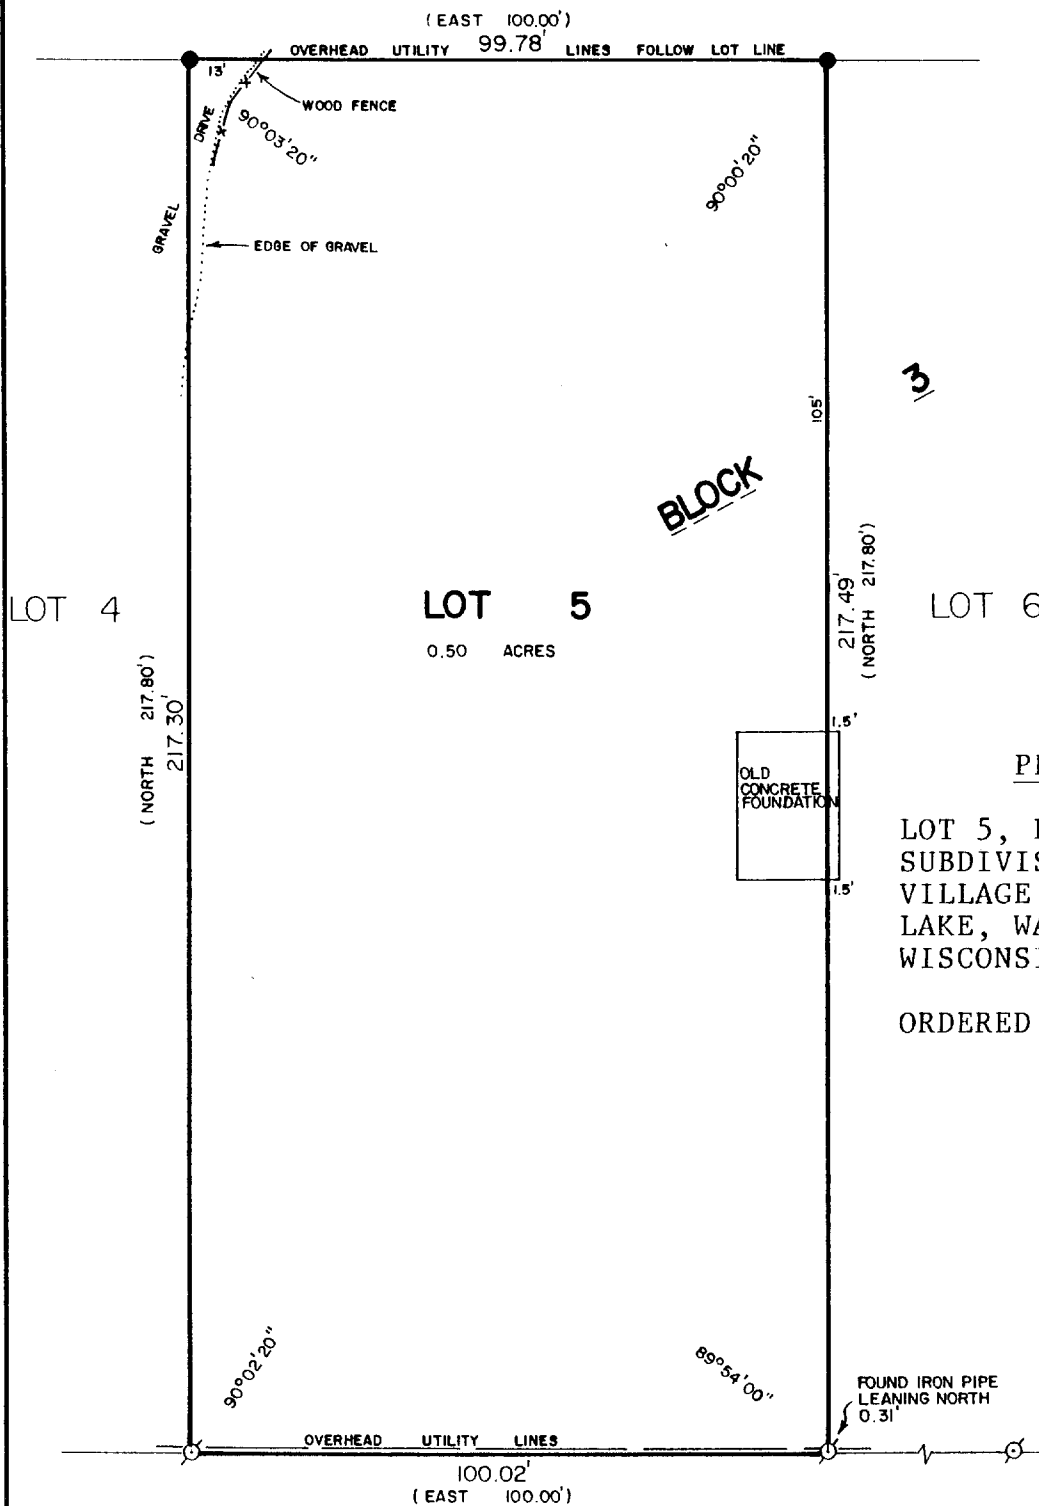 (EAST 100.00')
OVERHEAD UTILITY 99.78' LINES FOLLOW LOT LINE
13'
WOOD FENCE
DRIVE
90°03'20"
90°00'20"
GRAVEL
EDGE OF GRAVEL
3
105'
BLOCK
LOT 4
LOT 5
LOT 6
0.50 ACRES
217.49'
(NORTH 217.80')
(NORTH 217.80')
217.30'
1.5'
OLD
CONCRETE
FOUNDATION
1.5'
LOT 5,
SUBDIVIS
VILLAGE
LAKE, WA
WISCONS
ORDERED
90°02'20"
89°54'00"
FOUND IRON PIPE
LEANING NORTH
0.31'
OVERHEAD UTILITY LINES
100.02'
(EAST 100.00')